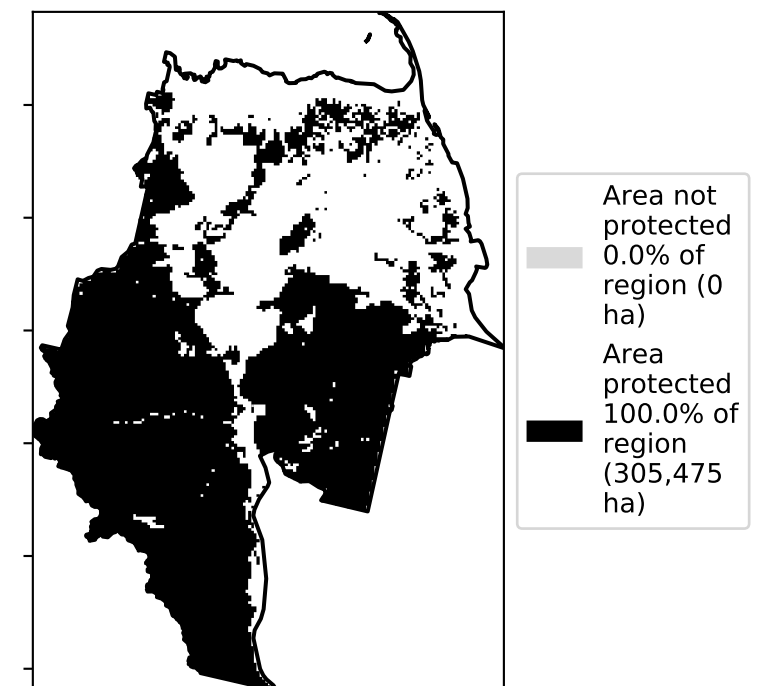 Area not
protected
0.0% of
region (0
ha)
Area
protected
100.0% of
region
(305,475
ha)